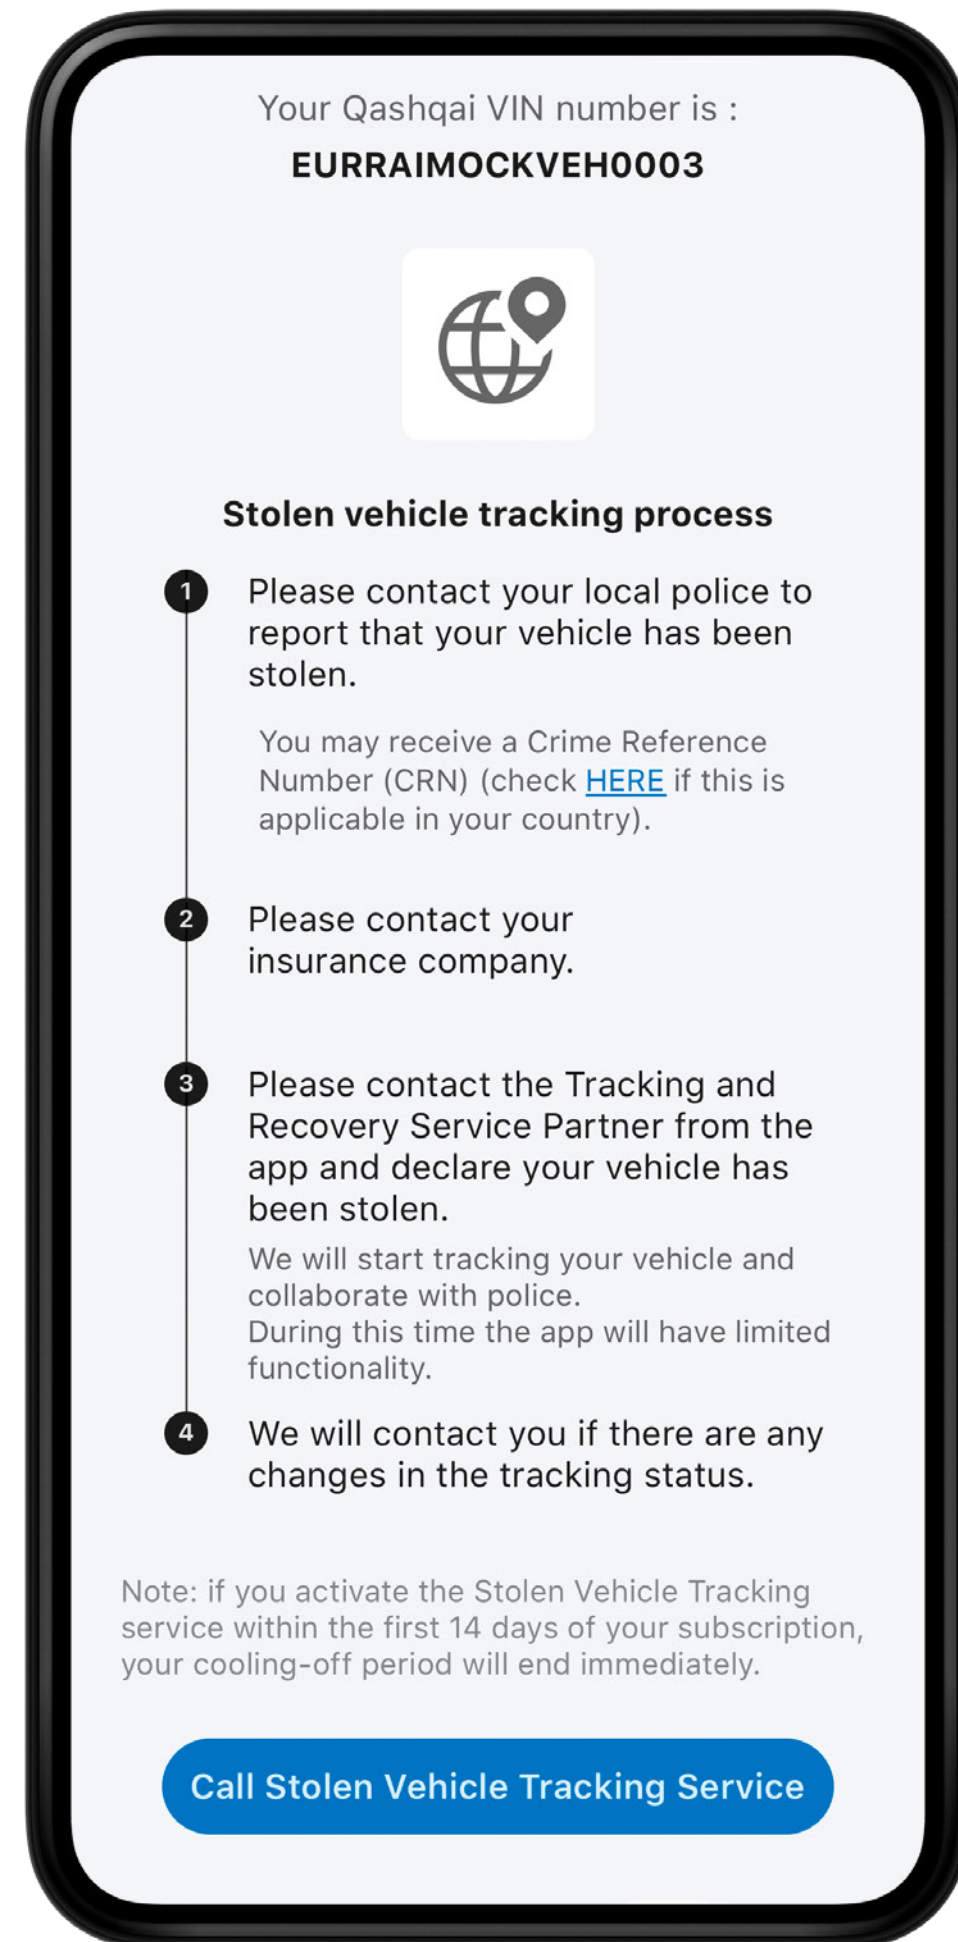 Your Qashqai VIN number is :
EURRAIMOCKVEH0003
Stolen vehicle tracking process
1
Please contact your local police to
report that your vehicle has been
stolen.
You may receive a Crime Reference
Number (CRN) (check HERE if this is
applicable in your country).
2
Please contact your
insurance company.
3
Please contact the Tracking and
Recovery Service Partner from the
app and declare your vehicle has
been stolen.
We will start tracking your vehicle and
collaborate with police.
During this time the app will have limited
functionality.
4
We will contact you if there are any
changes in the tracking status.
Note: if you activate the Stolen Vehicle Tracking
service within the first 14 days of your subscription,
your cooling-off period will end immediately.
Call Stolen Vehicle Tracking Service